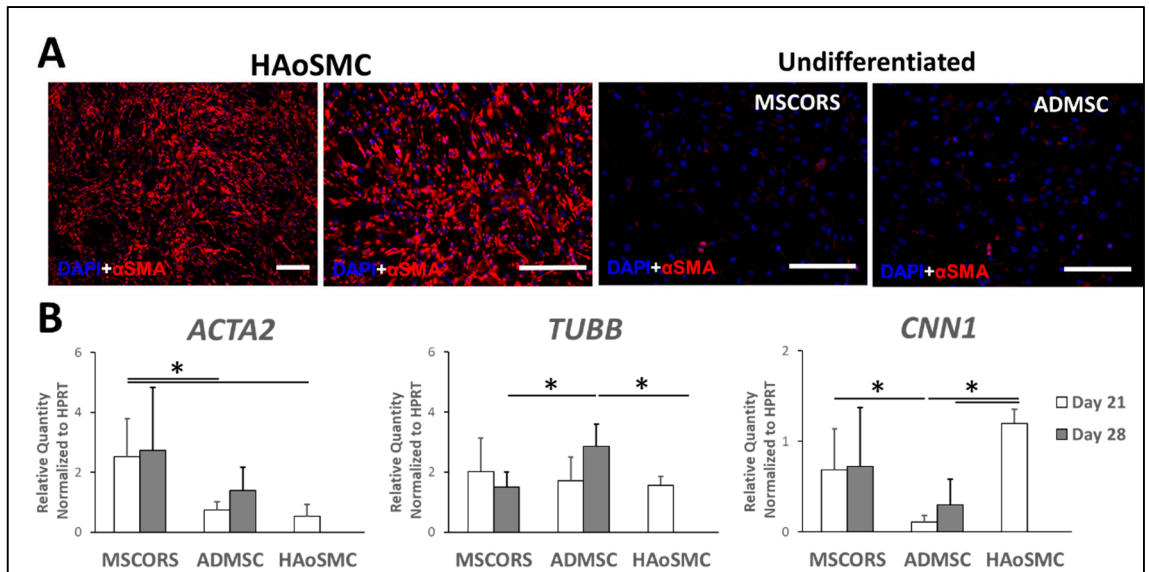 A
HAoSMC
Undifferentiated
MSCORS
ADMSC
DAPI+αSMA
DAPI+αSMA
DAPI+αSMA
DAPI+αSMA
B
ACTA2
TUBB
CNN1
Relative Quantity
Normalized to HPRT
6
4
2
0
*
MSCORS ADMSC HAoSMC
Relative Quantity
Normalized to HPRT
6
4
2
0
* *
MSCORS ADMSC HAoSMC
Relative Quantity
Normalized to HPRT
2
1
0
* *
MSCORS ADMSC HAoSMC
Day 21
Day 28